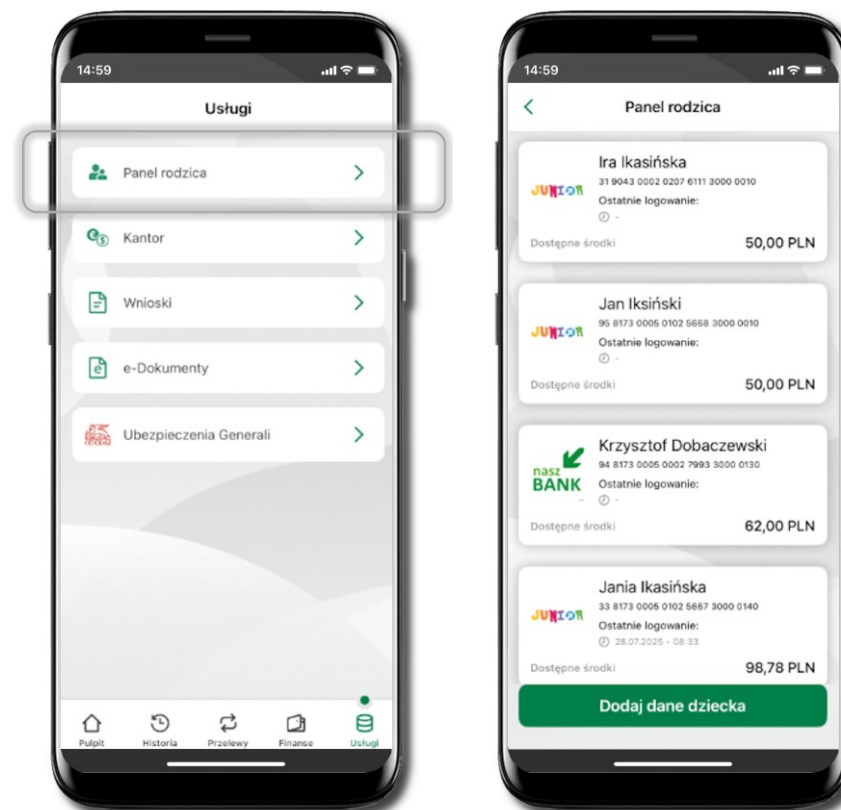 14:59
Usługi
Panel rodzica
Kantor
Wnioski
e-Dokumenty
Ubezpieczenia Generali
Pulpit
Historia
Przelewy
Finanse
Usługi
14:59
Panel rodzica
JUNIOR
Ira Ikasińska
31 9043 0002 0207 6111 3000 0010
Ostatnie logowanie:
-
Dostępne środki
50,00 PLN
JUNIOR
Jan Iksiński
95 8173 0005 0102 5668 3000 0010
Ostatnie logowanie:
-
Dostępne środki
50,00 PLN
nasz
BANK
Krzysztof Dobaczewski
94 8173 0005 0002 7993 3000 0130
Ostatnie logowanie:
-
Dostępne środki
62,00 PLN
JUNIOR
Jania Ikasińska
33 8173 0005 0102 5667 3000 0140
Ostatnie logowanie:
28.07.2025 - 08:33
Dostępne środki
98,78 PLN
Dodaj dane dziecka